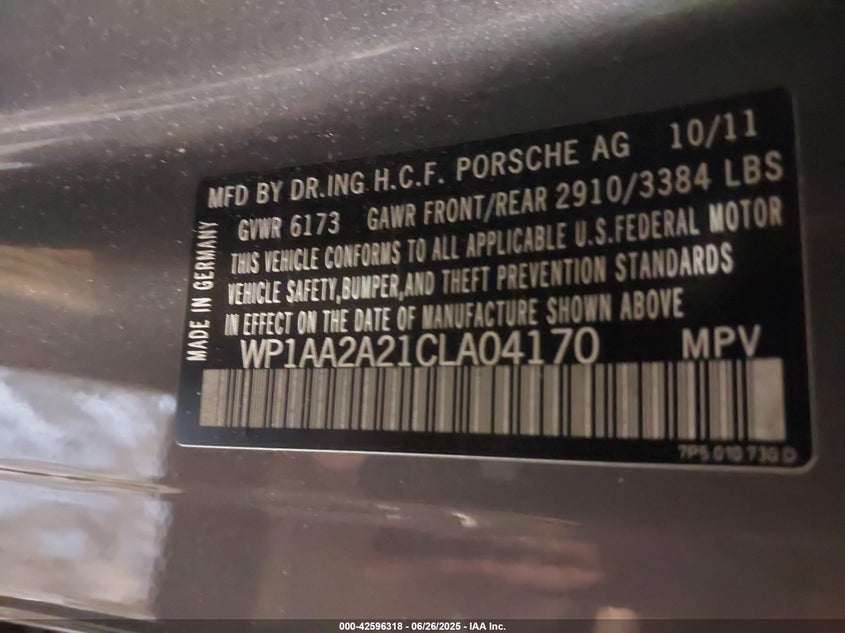 MFD BY DR.ING H.C.F. PORSCHE AG 10/11
GVWR 6173 GAWR FRONT/REAR 2910/3384 LBS
THIS VEHICLE CONFORMS TO ALL APPLICABLE U.S.FEDERAL MOTOR
VEHICLE SAFETY,BUMPER,AND THEFT PREVENTION STANDARDS
IN EFFECT ON THE DATE OF MANUFACTURE SHOWN ABOVE
WP1AA2A21CLA04170 MPV
MADE IN GERMANY
7P5 010 730 D
000-42596318 - 06/26/2025 - IAA Inc.